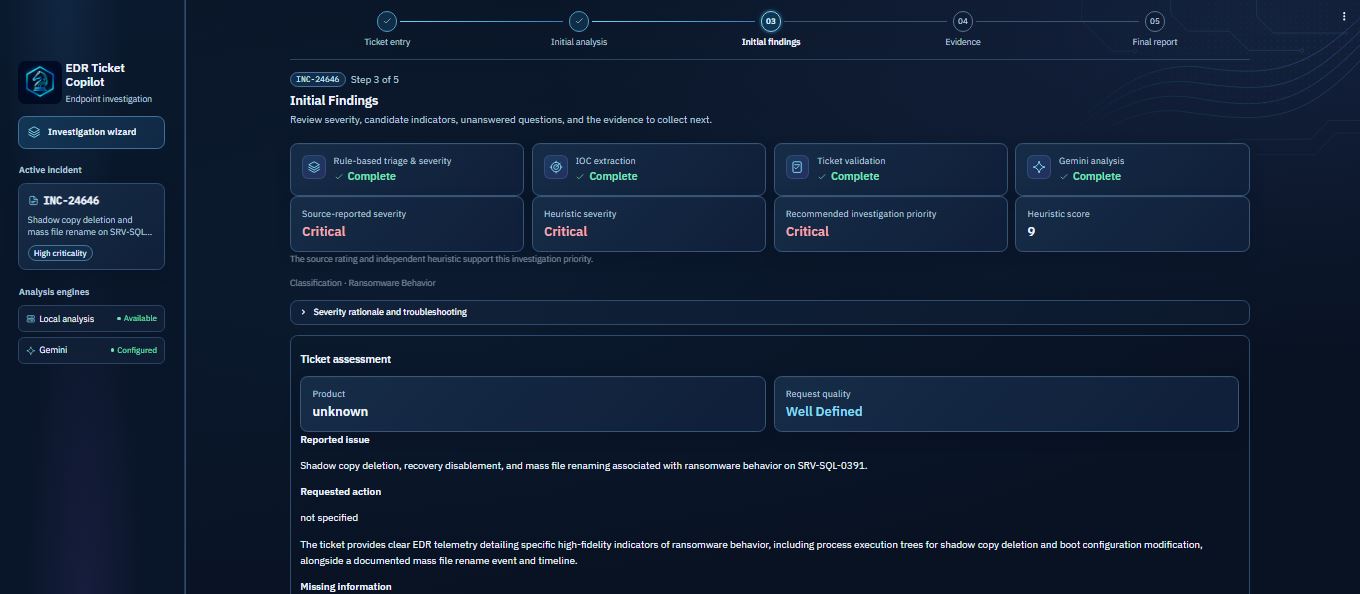 EDR Ticket
Copilot
Endpoint investigation
Investigation wizard
Active incident
INC-24646
Shadow copy deletion and
mass file rename on SRV-SQL...
High criticality
Analysis engines
Local analysis
Available
Gemini
Configured
03
04
05
Ticket entry
Initial analysis
Initial findings
Evidence
Final report
INC-24646 Step 3 of 5
Initial Findings
Review severity, candidate indicators, unanswered questions, and the evidence to collect next.
Rule-based triage & severity
Complete
IOC extraction
Complete
Ticket validation
Complete
Gemini analysis
Complete
Source-reported severity
Critical
Heuristic severity
Critical
Recommended investigation priority
Critical
Heuristic score
9
The source rating and independent heuristic support this investigation priority.
Classification · Ransomware Behavior
Severity rationale and troubleshooting
Ticket assessment
Product
unknown
Request quality
Well Defined
Reported issue
Shadow copy deletion, recovery disablement, and mass file renaming associated with ransomware behavior on SRV-SQL-0391.
Requested action
not specified
The ticket provides clear EDR telemetry detailing specific high-fidelity indicators of ransomware behavior, including process execution trees for shadow copy deletion and boot configuration modification,
alongside a documented mass file rename event and timeline.
Missing information